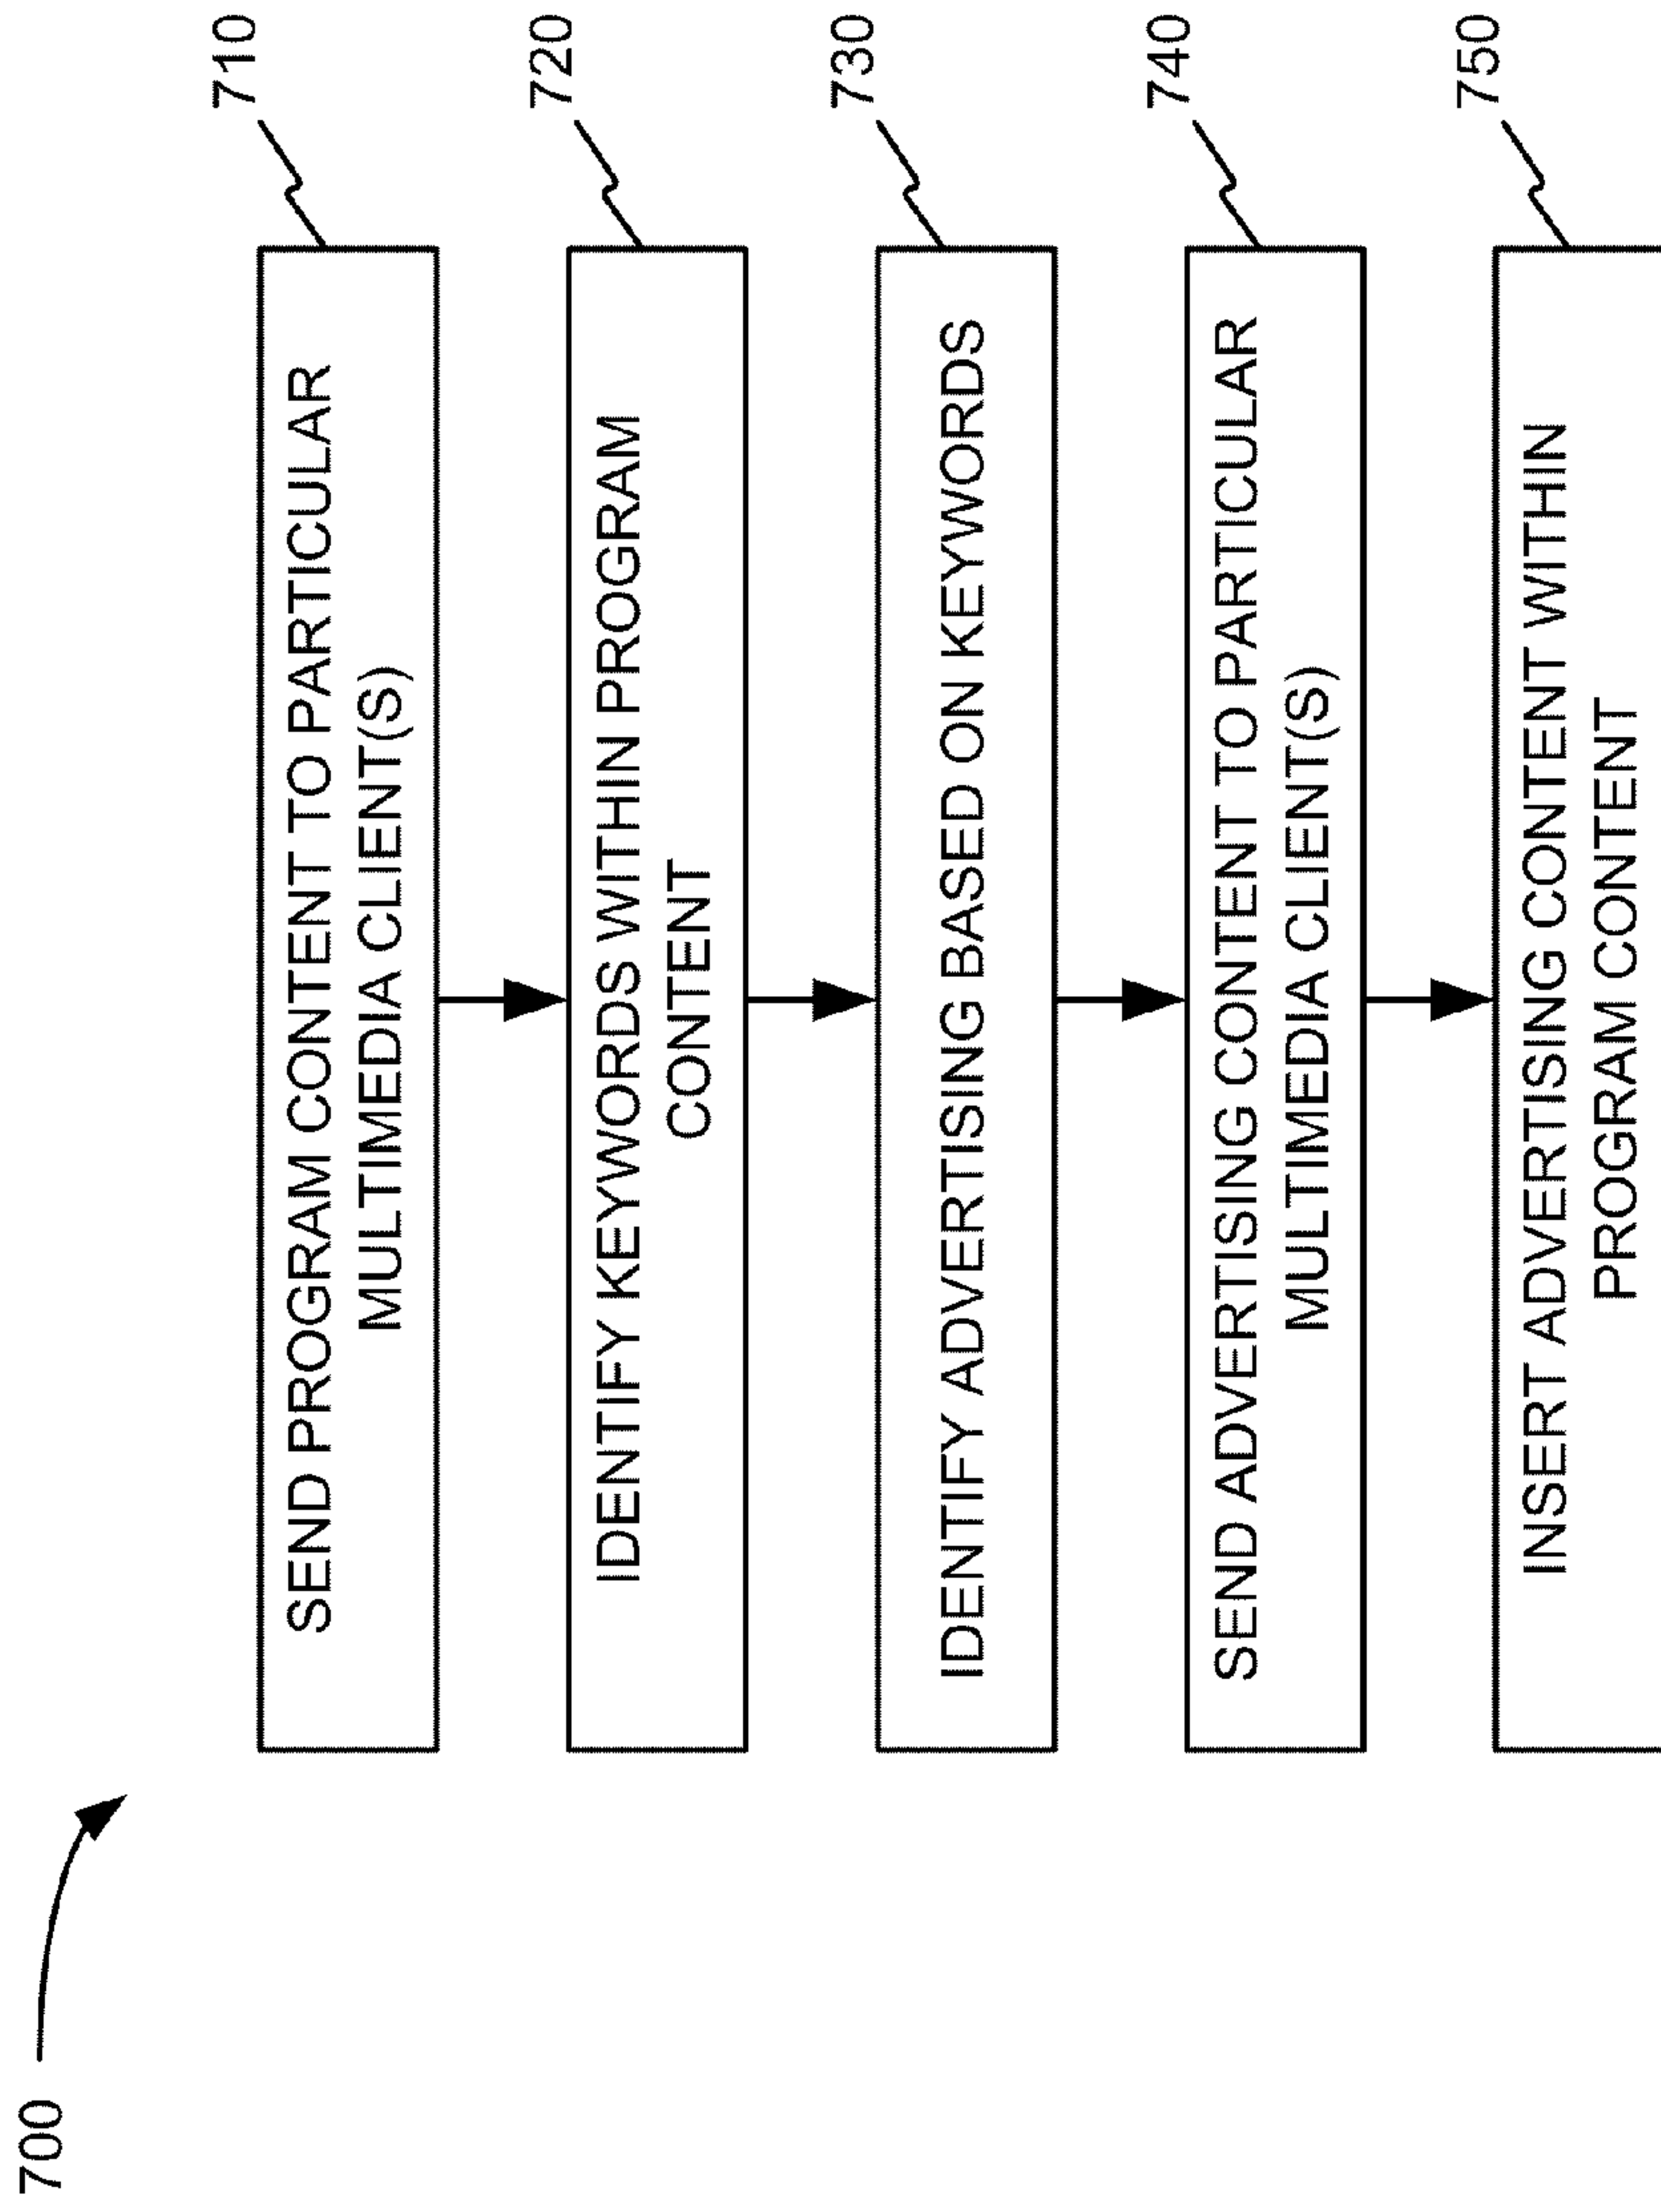 700
710
SEND PROGRAM CONTENT TO PARTICULAR
MULTIMEDIA CLIENT(S)
720
IDENTIFY KEYWORDS WITHIN PROGRAM
CONTENT
730
IDENTIFY ADVERTISING BASED ON KEYWORDS
740
SEND ADVERTISING CONTENT TO PARTICULAR
MULTIMEDIA CLIENT(S)
750
INSERT ADVERTISING CONTENT WITHIN
PROGRAM CONTENT